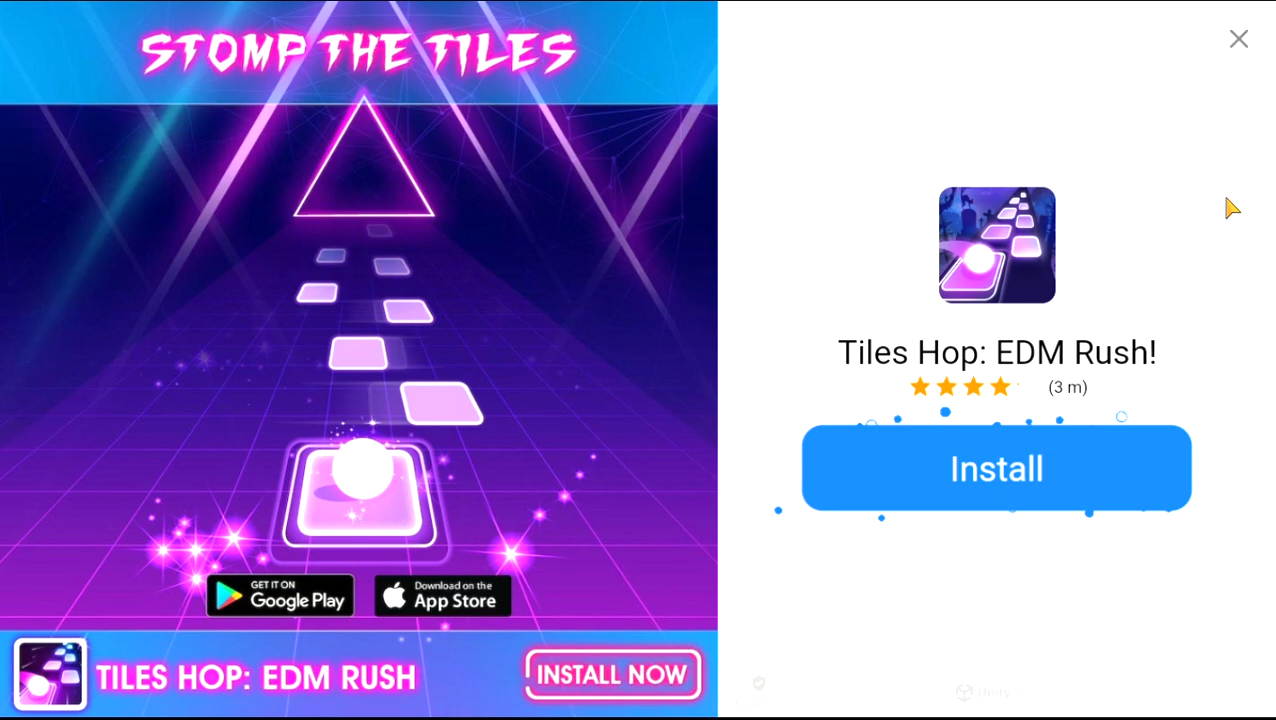 STOMP THE TILES
GET IT ON
Google Play
Download on the
App Store
TILES HOP: EDM RUSH
INSTALL NOW
Tiles Hop: EDM Rush!
(3 m)
Install
Unity